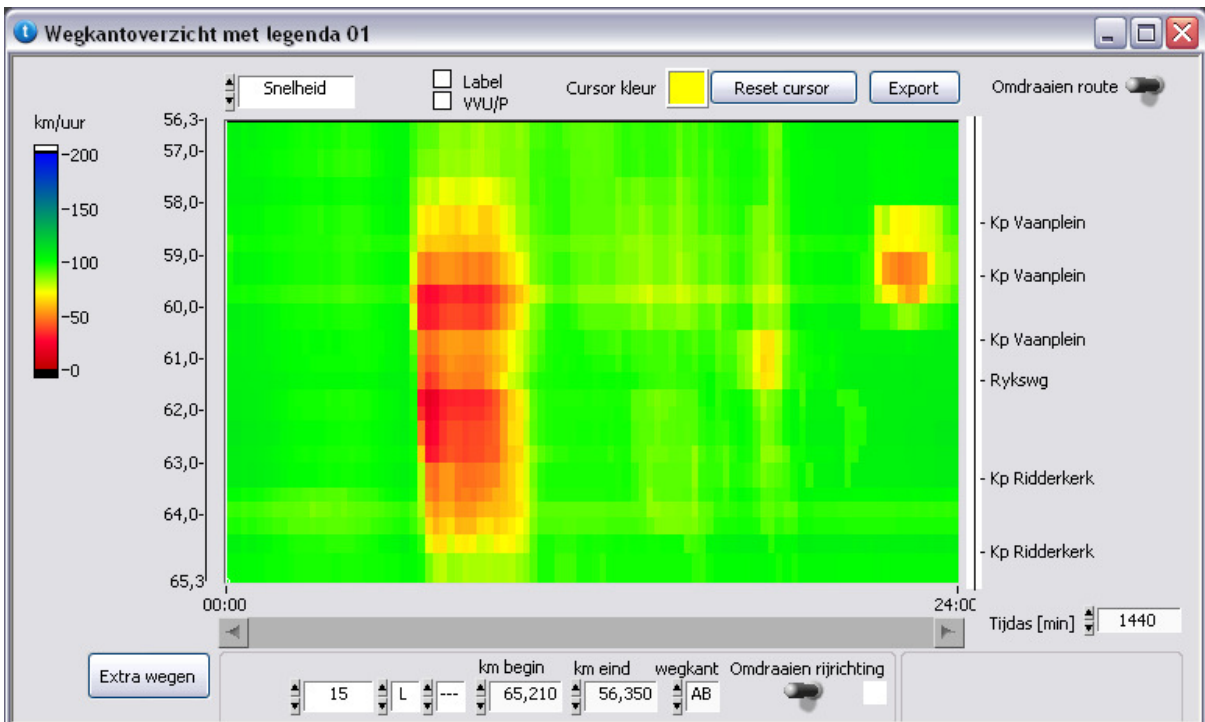 Wegkantoverzicht met legenda 01
Snelheid
Label
VVU/P
Cursor kleur
Reset cursor
Export
Omdraaien route
km/uur
200
150
100
50
0
56,3
57,0
58,0
59,0
60,0
61,0
62,0
63,0
64,0
65,3
Kp Vaanplein
Kp Vaanplein
Kp Vaanplein
Rykswg
Kp Ridderkerk
Kp Ridderkerk
00:00
24:00
Tijdas [min]
1440
Extra wegen
km begin
km eind
wegkant
Omdraaien rijrichting
15
L
---
65,210
56,350
AB